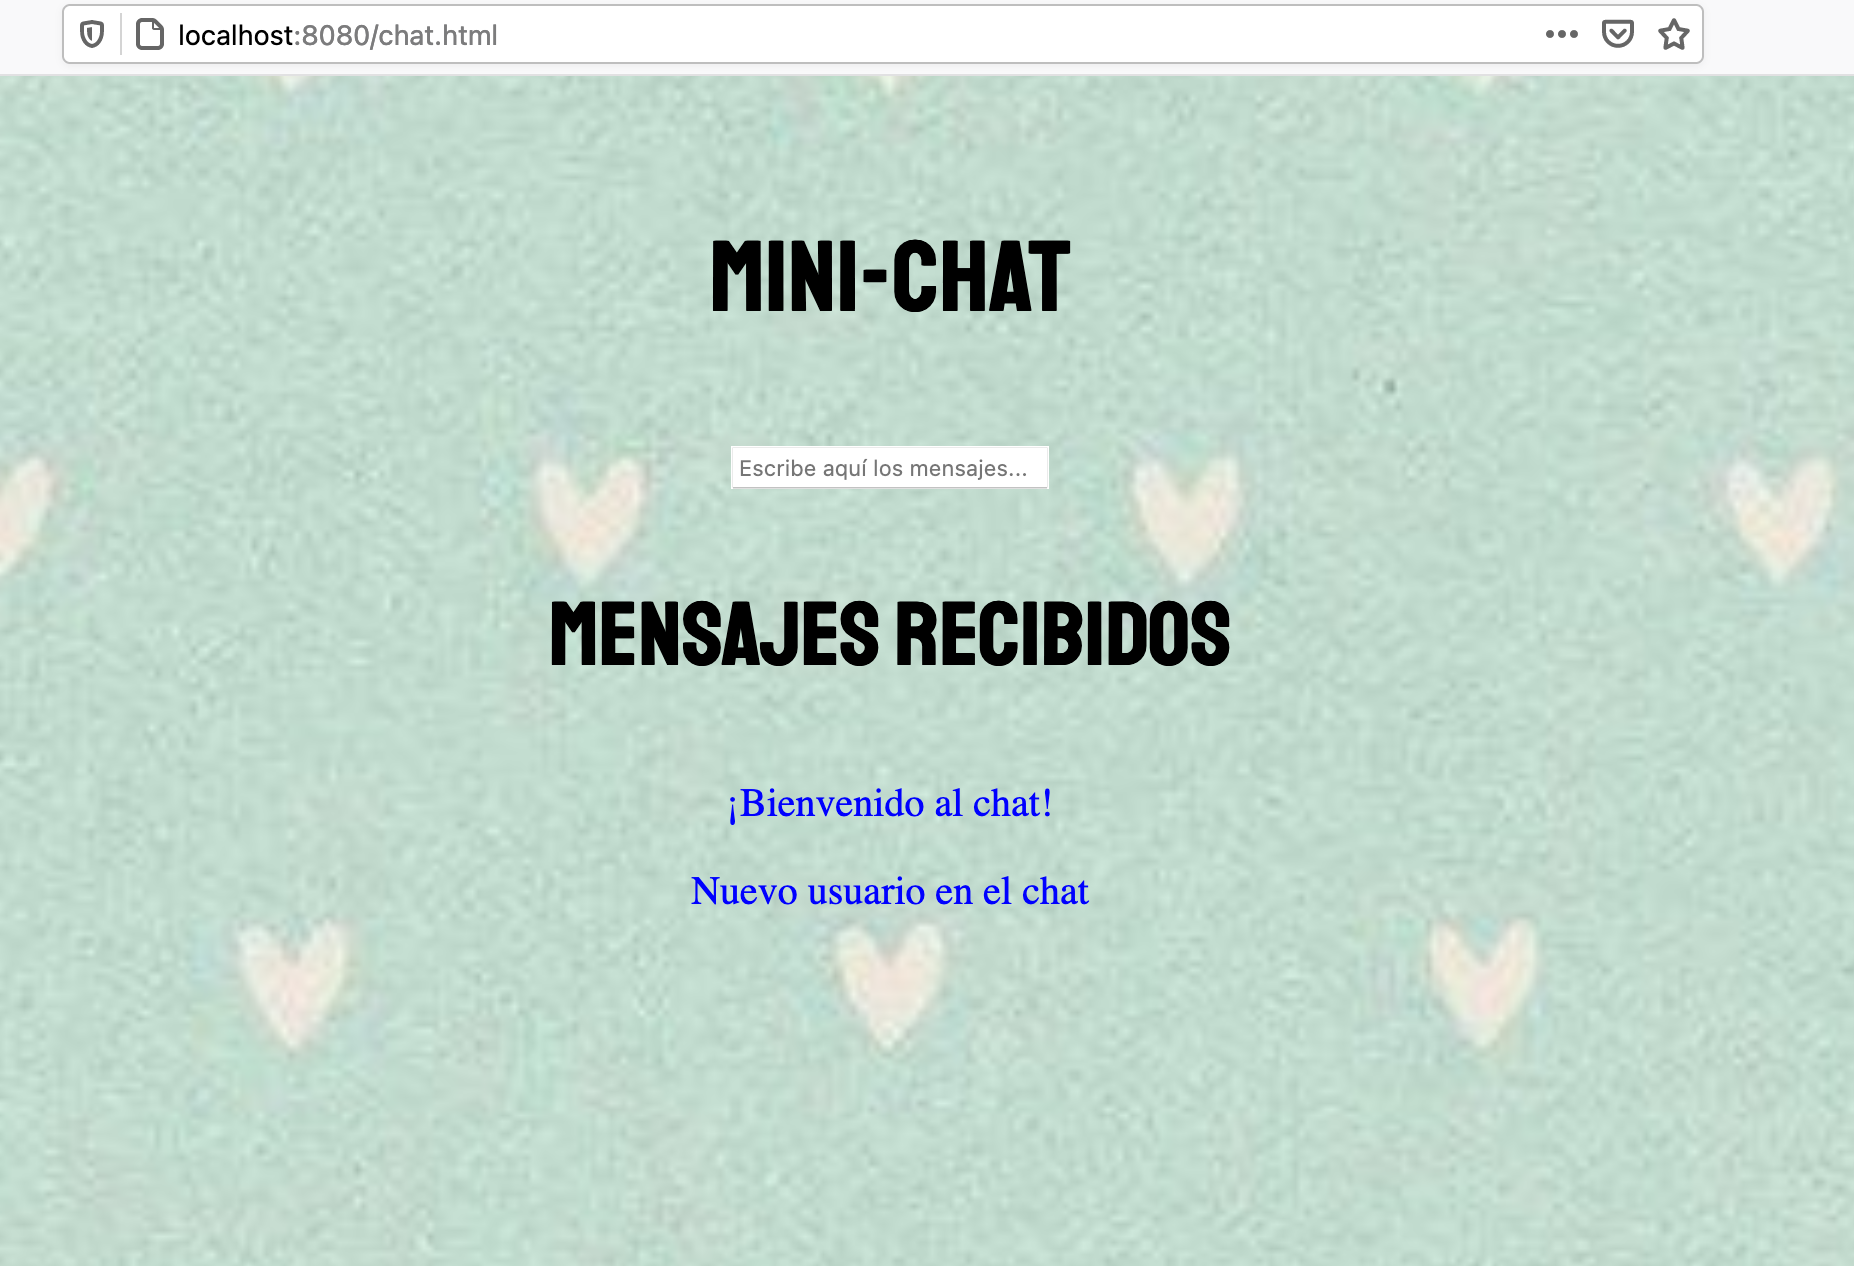 localhost:8080/chat.html
MINI-CHAT
Escribe aquí los mensajes...
MENSAJES RECIBIDOS
¡Bienvenido al chat!
Nuevo usuario en el chat